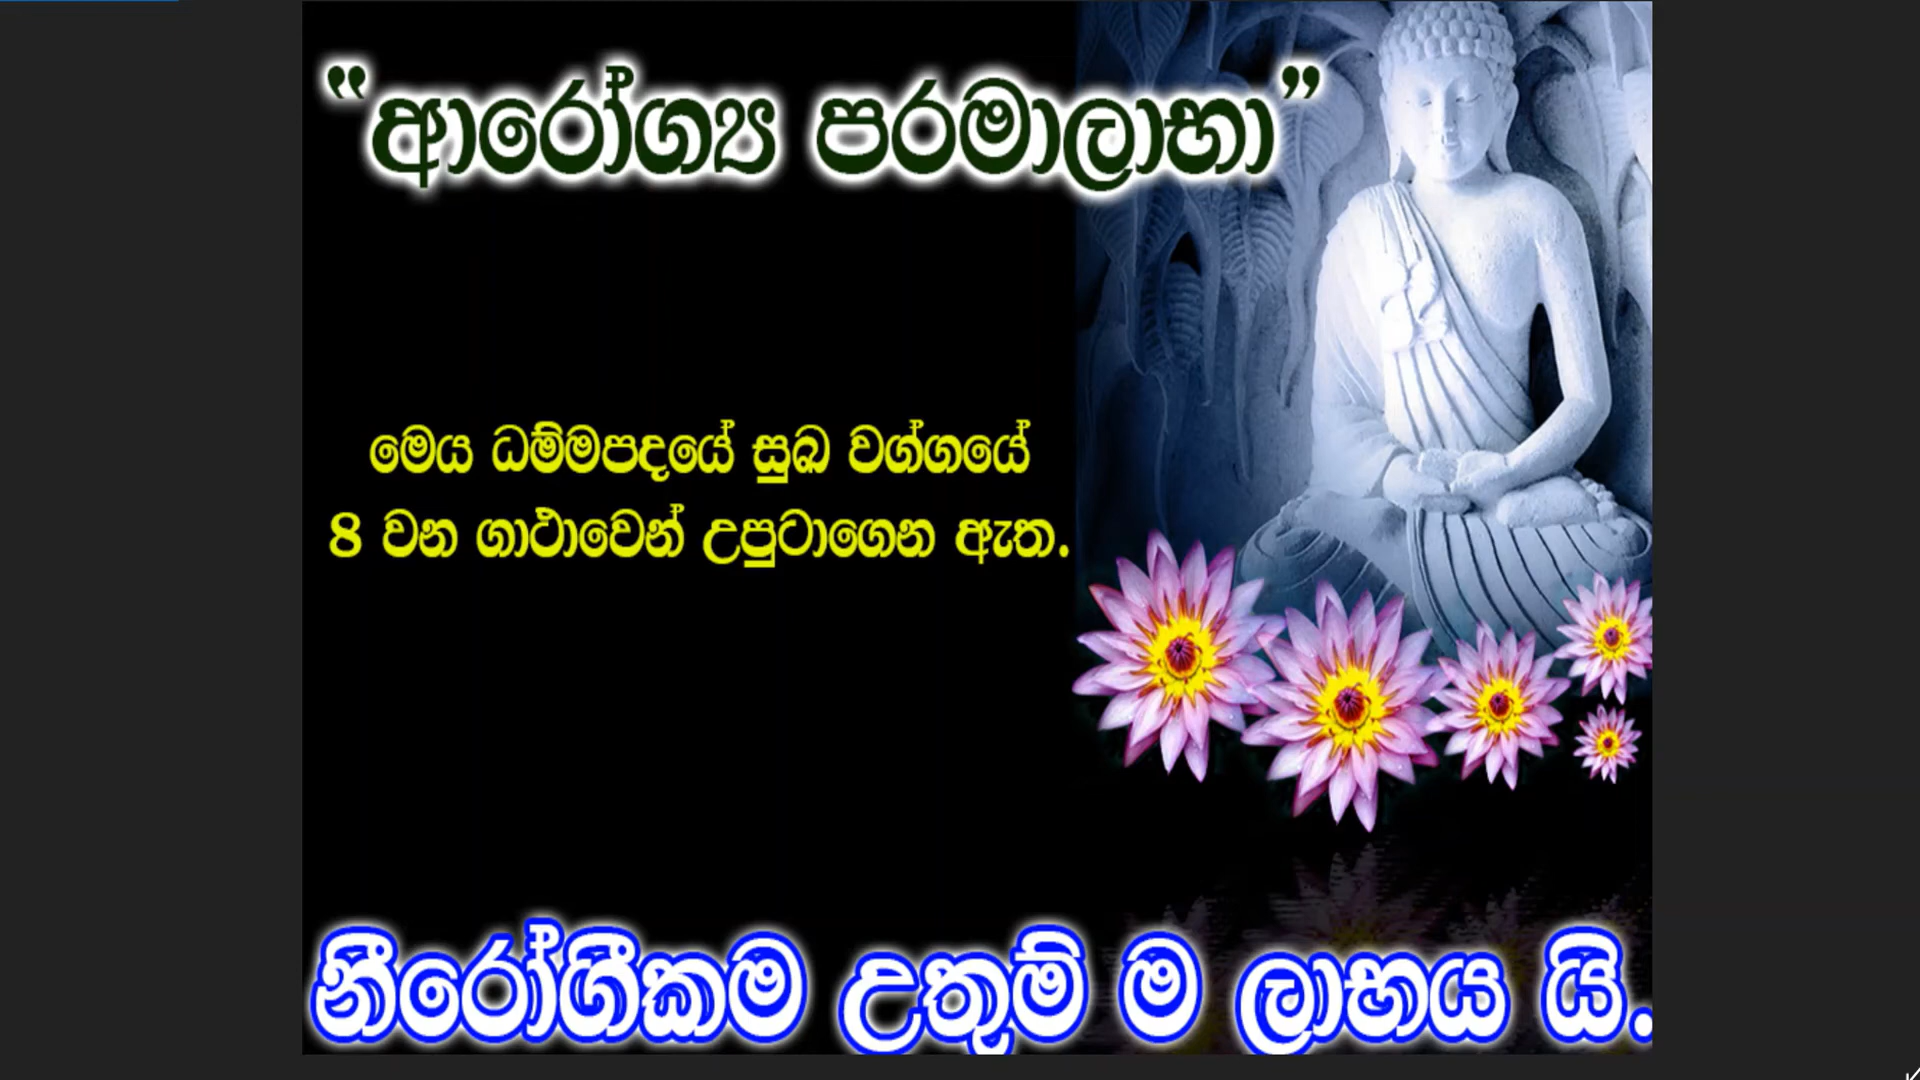 "ආරෝග්‍ය පරමාලාභා"
මෙය ධම්මපදයේ සුඛ වග්ගයේ
8 වන ගාථාවෙන් උපුටාගෙන ඇත.
නීරෝගීකම උතුම් ම ලාභය යි.